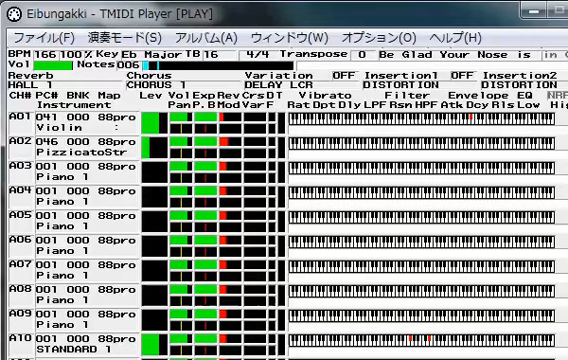 Eibungakki - TMIDI Player [PLAY]
ファイル(F) 演奏モード(S) アルバム(A) ウィンドウ(W) オプション(O) ヘルプ(H)
BPM 166 100% Key Eb Major TB 16 4/4 Transpose 0 Be Glad Your Nose is in
Vol Notes 006
Reverb Chorus Variation OFF Insertion1 OFF Insertion2
HALL 1 CHORUS 1 DELAY LCR DISTORTION DISTORTION
CH# PC# BNK Map Lev Vol Exp Rev Crs DT Vibrato Filter Envelope EQ NRP
Instrument Pan P.B Mod Var F Rat Dpt Dly LPF Rsn HPF Atk Dcy Rls Low H
A01 041 000 88pro
Violin :
A02 046 000 88pro
PizzicatoStr
A03 001 000 88pro
Piano 1
A04 001 000 88pro
Piano 1
A05 001 000 88pro
Piano 1
A06 001 000 88pro
Piano 1
A07 001 000 88pro
Piano 1
A08 001 000 88pro
Piano 1
A09 001 000 88pro
Piano 1
A10 001 000 88pro
STANDARD 1